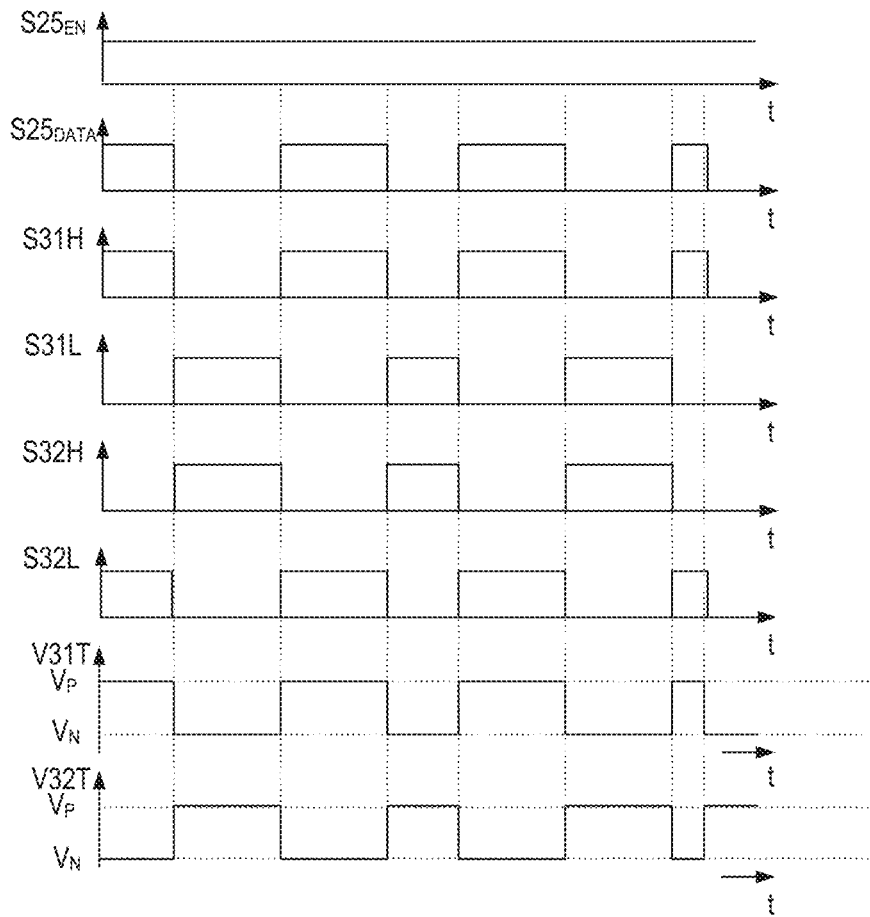 S25EN
t
S25DATA
t
S31H
t
S31L
t
S32H
t
S32L
t
V31T
VP
VN
t
V32T
VP
VN
t